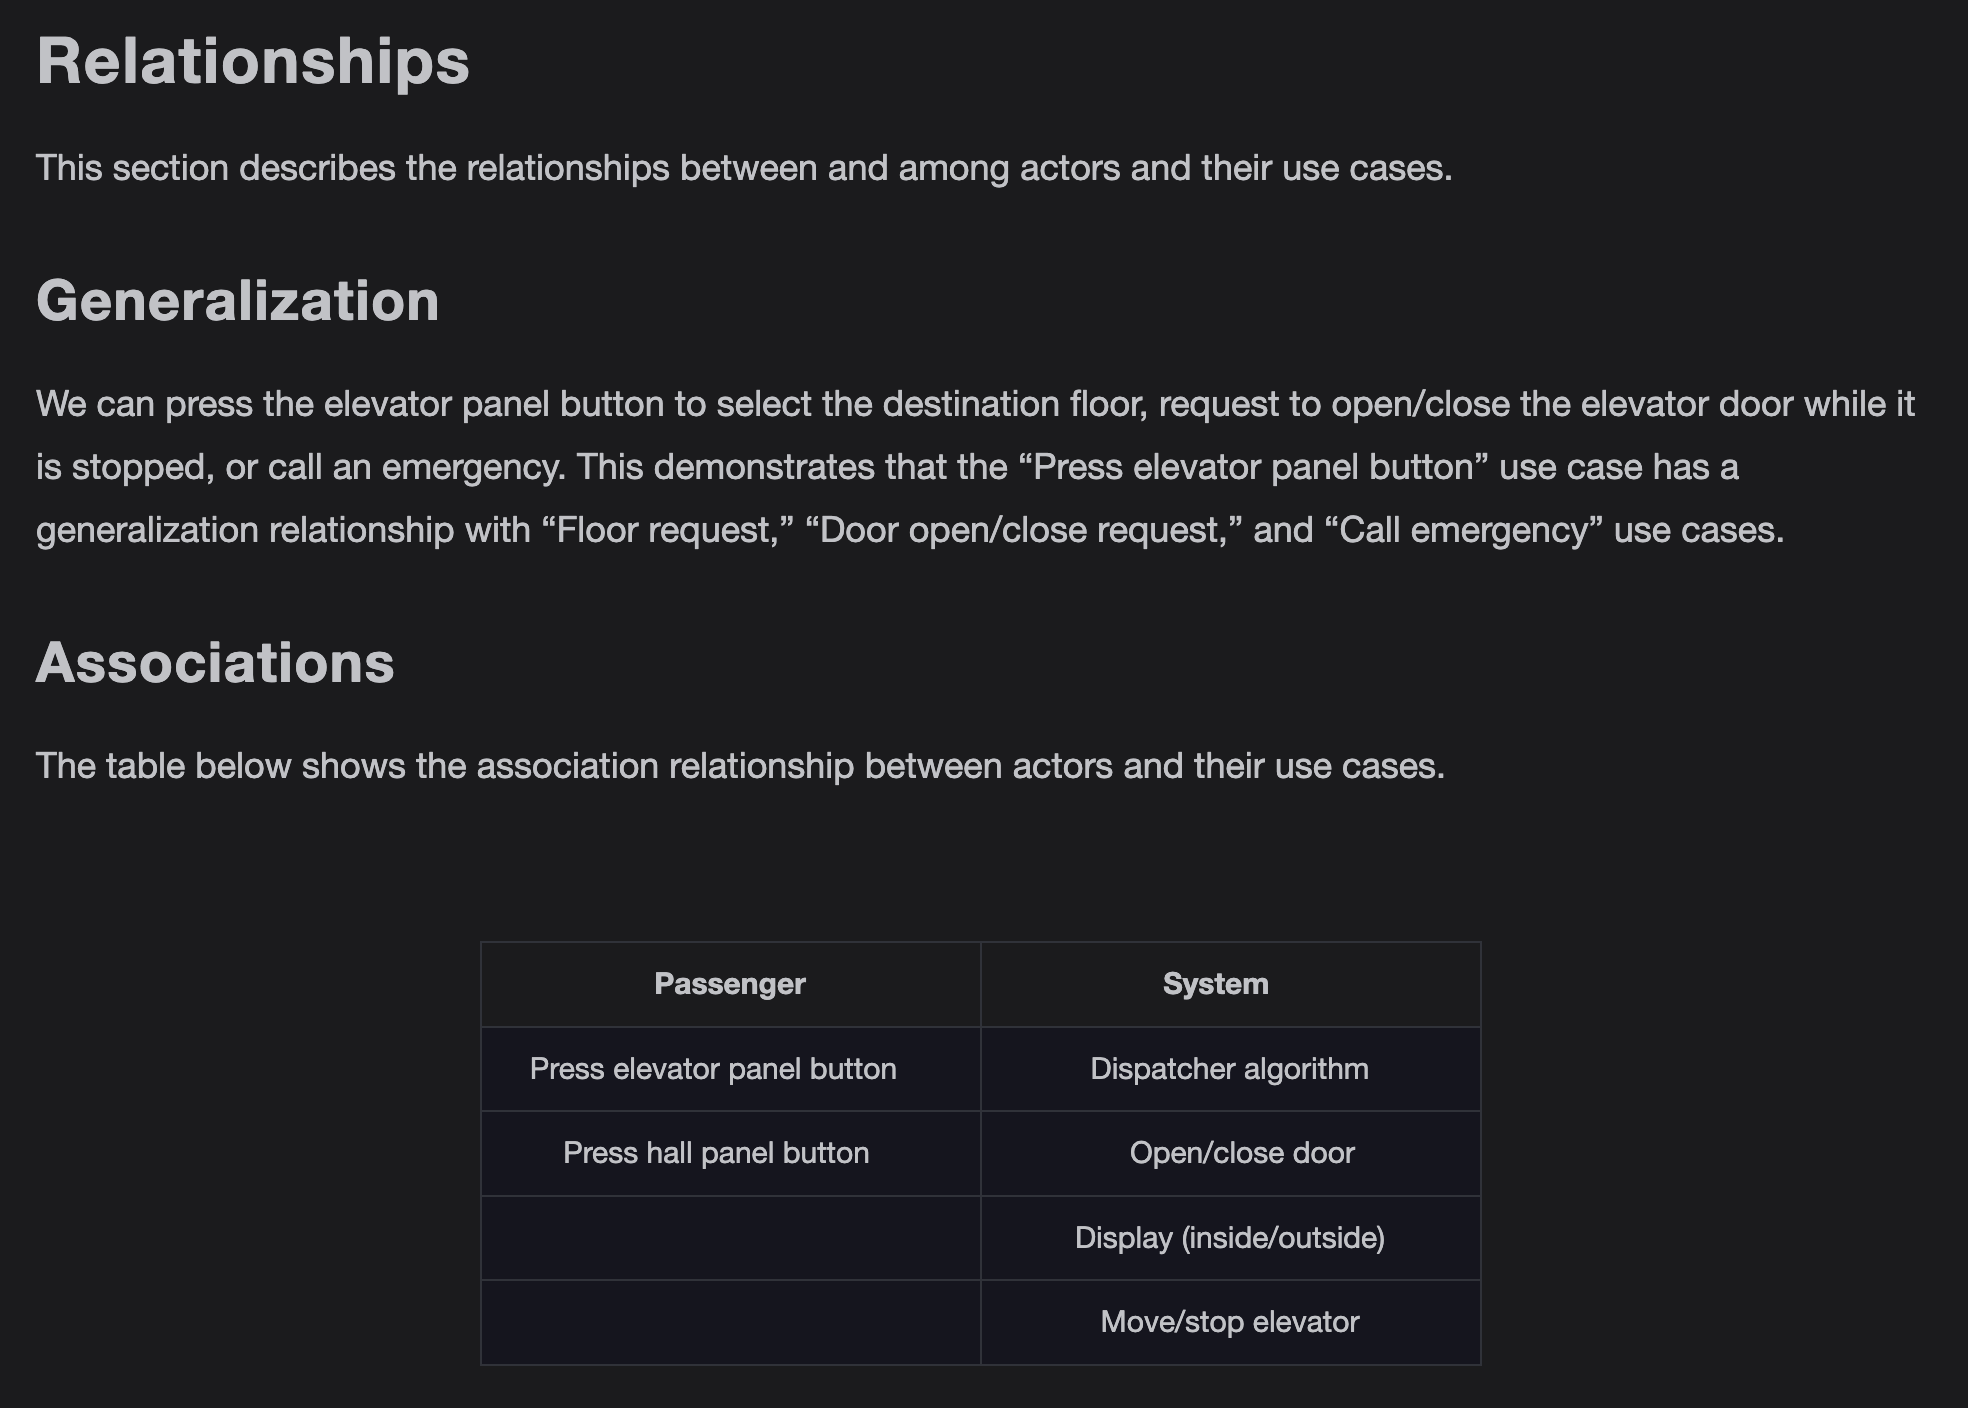 Relationships
This section describes the relationships between and among actors and their use cases.
Generalization
We can press the elevator panel button to select the destination floor, request to open/close the elevator door while it
is stopped, or call an emergency. This demonstrates that the “Press elevator panel button” use case has a
generalization relationship with “Floor request,” “Door open/close request,” and “Call emergency” use cases.
Associations
The table below shows the association relationship between actors and their use cases.
Passenger System
Press elevator panel button Dispatcher algorithm
Press hall panel button Open/close door
Display (inside/outside)
Move/stop elevator